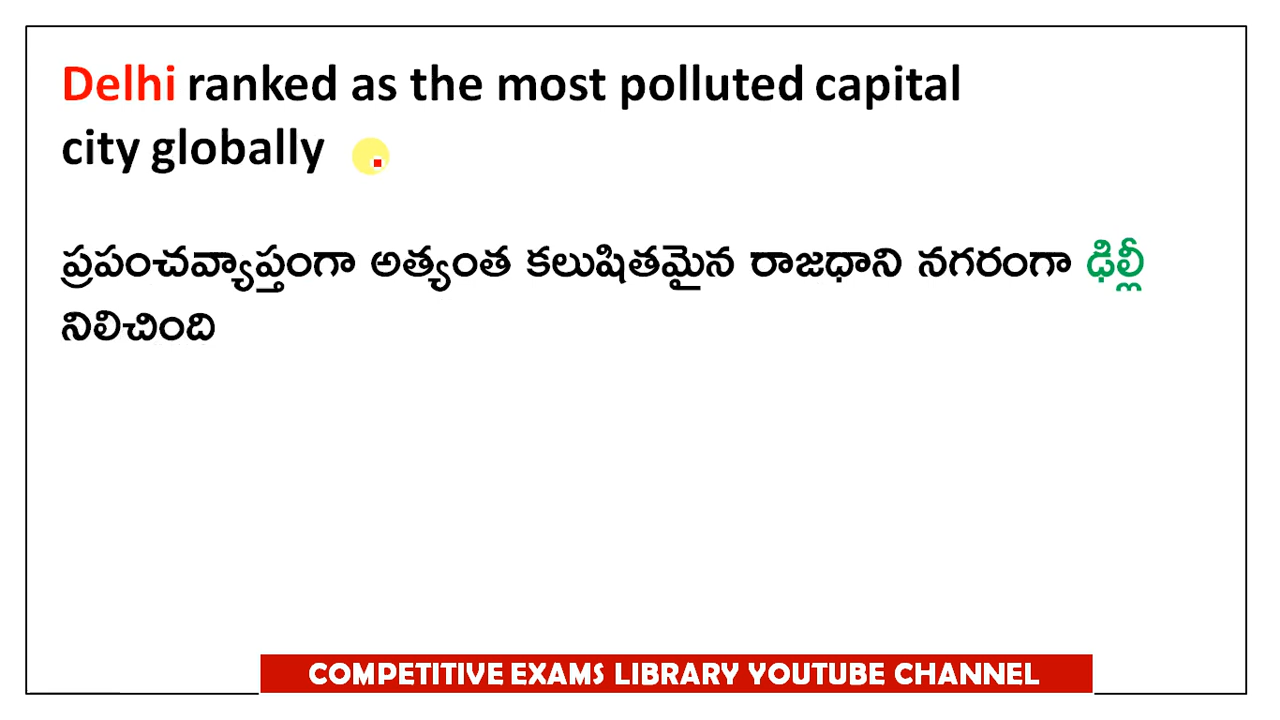 Delhi ranked as the most polluted capital
city globally
ప్రపంచవ్యాప్తంగా అత్యంత కలుషితమైన రాజధాని నగరంగా ఢిల్లీ
నిలిచింది
COMPETITIVE EXAMS LIBRARY YOUTUBE CHANNEL